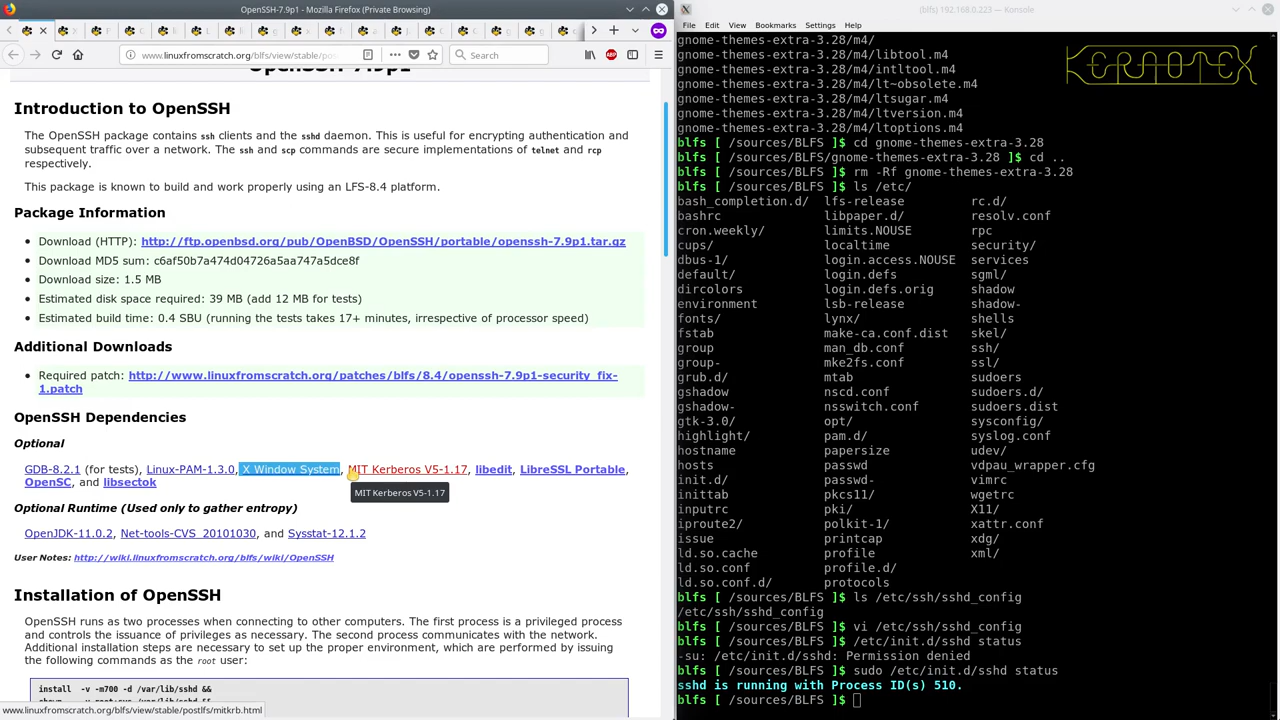 OpenSSH-7.9p1 - Mozilla Firefox (Private Browsing)
www.linuxfromscratch.org/blfs/view/stable/post
Search
OpenSSH-7.9p1
Introduction to OpenSSH
The OpenSSH package contains ssh clients and the sshd daemon. This is useful for encrypting authentication and
subsequent traffic over a network. The ssh and scp commands are secure implementations of telnet and rcp
respectively.
This package is known to build and work properly using an LFS-8.4 platform.
Package Information
Download (HTTP): http://ftp.openbsd.org/pub/OpenBSD/OpenSSH/portable/openssh-7.9p1.tar.gz
Download MD5 sum: c6af50b7a474d04726a5aa747a5dce8f
Download size: 1.5 MB
Estimated disk space required: 39 MB (add 12 MB for tests)
Estimated build time: 0.4 SBU (running the tests takes 17+ minutes, irrespective of processor speed)
Additional Downloads
Required patch: http://www.linuxfromscratch.org/patches/blfs/8.4/openssh-7.9p1-security_fix-
1.patch
OpenSSH Dependencies
Optional
GDB-8.2.1 (for tests), Linux-PAM-1.3.0, X Window System, MIT Kerberos V5-1.17, libedit, LibreSSL Portable,
OpenSC, and libsectok
MIT Kerberos V5-1.17
Optional Runtime (Used only to gather entropy)
OpenJDK-11.0.2, Net-tools-CVS_20101030, and Sysstat-12.1.2
User Notes: http://wiki.linuxfromscratch.org/blfs/wiki/OpenSSH
Installation of OpenSSH
OpenSSH runs as two processes when connecting to other computers. The first process is a privileged process
and controls the issuance of privileges as necessary. The second process communicates with the network.
Additional installation steps are necessary to set up the proper environment, which are performed by issuing
the following commands as the root user:
install -v -m700 -d /var/lib/sshd &&
www.linuxfromscratch.org/blfs/view/stable/postlfs/mitkrb.html
(blfs) 192.168.0.223 — Konsole
File Edit View Bookmarks Settings Help
KERNOTEX
gnome-themes-extra-3.28/m4/
gnome-themes-extra-3.28/m4/libtool.m4
gnome-themes-extra-3.28/m4/intltool.m4
gnome-themes-extra-3.28/m4/lt~obsolete.m4
gnome-themes-extra-3.28/m4/ltsugar.m4
gnome-themes-extra-3.28/m4/ltversion.m4
gnome-themes-extra-3.28/m4/ltoptions.m4
blfs [ /sources/BLFS ]$ cd gnome-themes-extra-3.28
blfs [ /sources/BLFS/gnome-themes-extra-3.28 ]$ cd ..
blfs [ /sources/BLFS ]$ rm -Rf gnome-themes-extra-3.28
blfs [ /sources/BLFS ]$ ls /etc/
bash_completion.d/ lfs-release rc.d/
bashrc libpaper.d/ resolv.conf
cron.weekly/ limits.NOUSE rpc
cups/ localtime security/
dbus-1/ login.access.NOUSE services
default/ login.defs sgml/
dircolors login.defs.orig shadow
environment lsb-release shadow-
fonts/ lynx/ shells
fstab make-ca.conf.dist skel/
group man_db.conf ssh/
group- mke2fs.conf ssl/
grub.d/ mtab sudoers
gshadow nscd.conf sudoers.d/
gshadow- nsswitch.conf sudoers.dist
gtk-3.0/ opt/ sysconfig/
highlight/ pam.d/ syslog.conf
hostname papersize udev/
hosts passwd vdpau_wrapper.cfg
init.d/ passwd- vimrc
inittab pkcs11/ wgetrc
inputrc pki/ X11/
iproute2/ polkit-1/ xattr.conf
issue printcap xdg/
ld.so.cache profile xml/
ld.so.conf profile.d/
ld.so.conf.d/ protocols
blfs [ /sources/BLFS ]$ ls /etc/ssh/sshd_config
/etc/ssh/sshd_config
blfs [ /sources/BLFS ]$ vi /etc/ssh/sshd_config
blfs [ /sources/BLFS ]$ /etc/init.d/sshd status
-su: /etc/init.d/sshd: Permission denied
blfs [ /sources/BLFS ]$ sudo /etc/init.d/sshd status
sshd is running with Process ID(s) 510.
blfs [ /sources/BLFS ]$